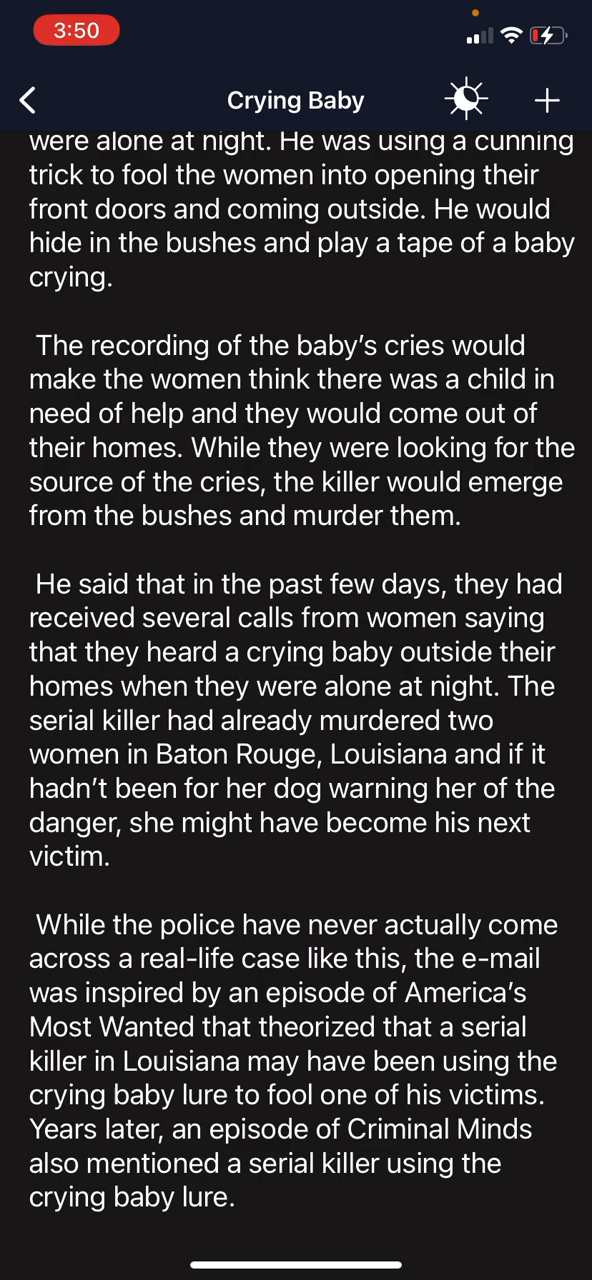 3:50
Crying Baby
were alone at night. He was using a cunning
trick to fool the women into opening their
front doors and coming outside. He would
hide in the bushes and play a tape of a baby
crying.
The recording of the baby’s cries would
make the women think there was a child in
need of help and they would come out of
their homes. While they were looking for the
source of the cries, the killer would emerge
from the bushes and murder them.
He said that in the past few days, they had
received several calls from women saying
that they heard a crying baby outside their
homes when they were alone at night. The
serial killer had already murdered two
women in Baton Rouge, Louisiana and if it
hadn’t been for her dog warning her of the
danger, she might have become his next
victim.
While the police have never actually come
across a real-life case like this, the e-mail
was inspired by an episode of America’s
Most Wanted that theorized that a serial
killer in Louisiana may have been using the
crying baby lure to fool one of his victims.
Years later, an episode of Criminal Minds
also mentioned a serial killer using the
crying baby lure.